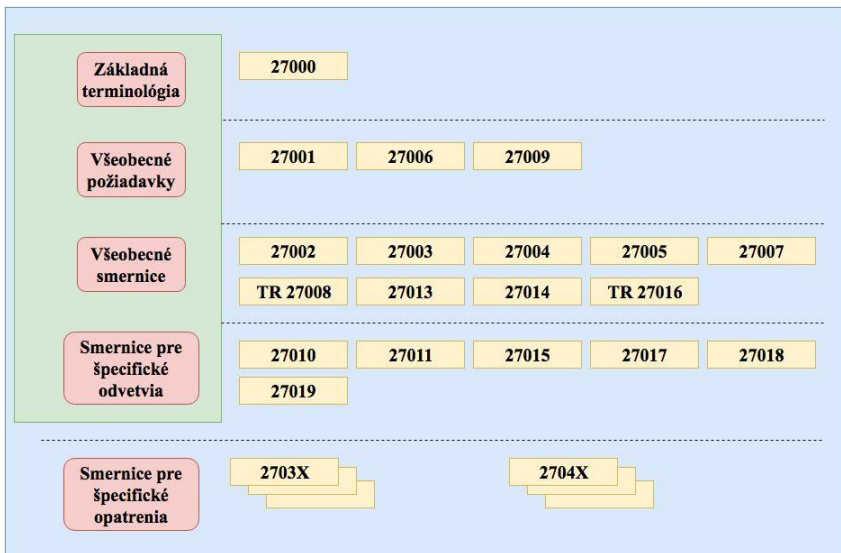 Základná
terminológia
27000
Všeobecné
požiadavky
27001 27006 27009
Všeobecné
smernice
27002 27003 27004 27005 27007
TR 27008 27013 27014 TR 27016
Smernice pre
špecifické
odvetvia
27010 27011 27015 27017 27018
27019
Smernice pre
špecifické
opatrenia
2703X 2704X